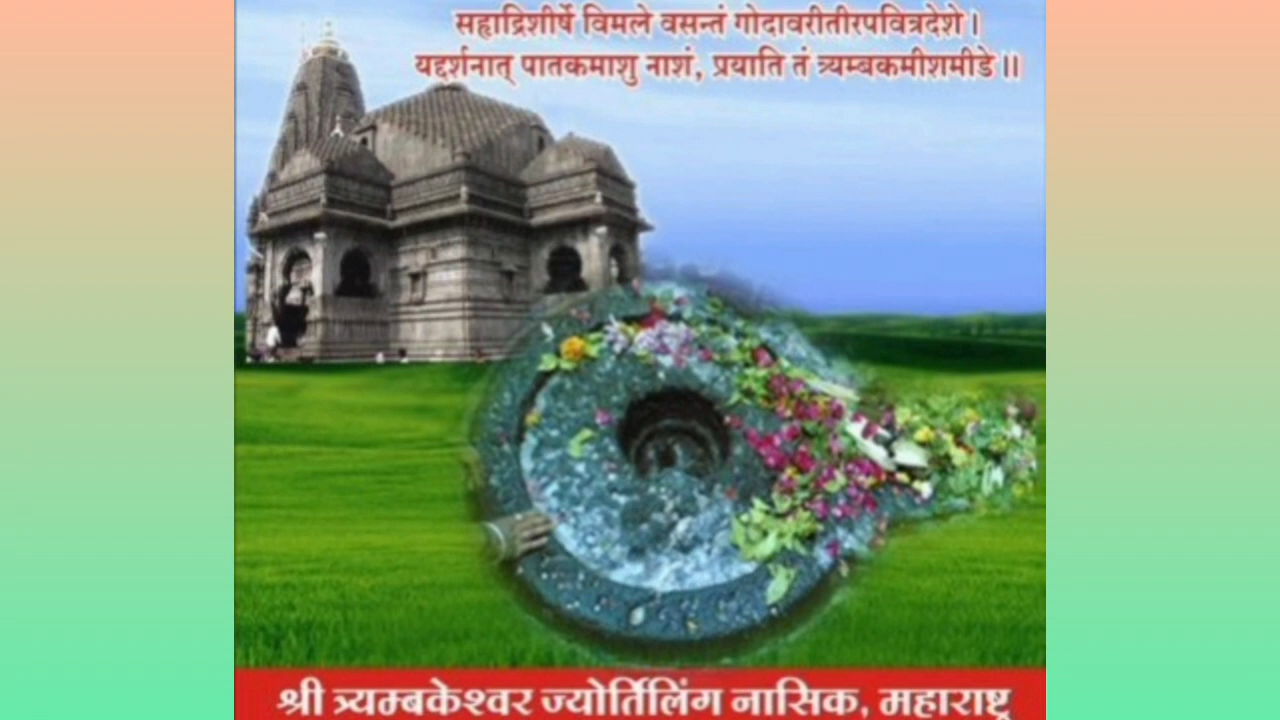 सहाद्रिशीर्षे विमले वसन्तं गोदावरीतीरपवित्रदेशे।
यद्दर्शनात् पातकमाशु नाशं, प्रयाति तं त्र्यम्बकमीशमीडे॥
श्री त्र्यम्बकेश्वर ज्योर्तिलिंग नासिक, महाराष्ट्र